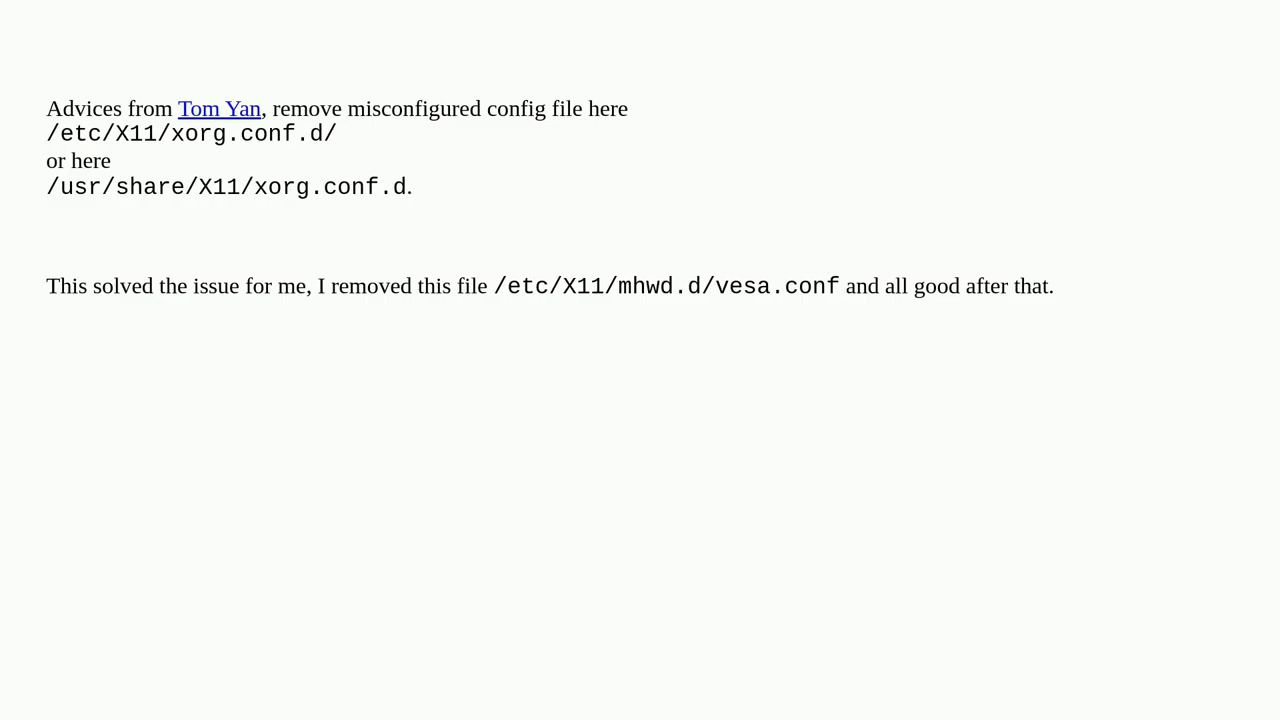 Advices from Tom Yan, remove misconfigured config file here
/etc/X11/xorg.conf.d/
or here
/usr/share/X11/xorg.conf.d.
This solved the issue for me, I removed this file /etc/X11/mhwd.d/vesa.conf and all good after that.